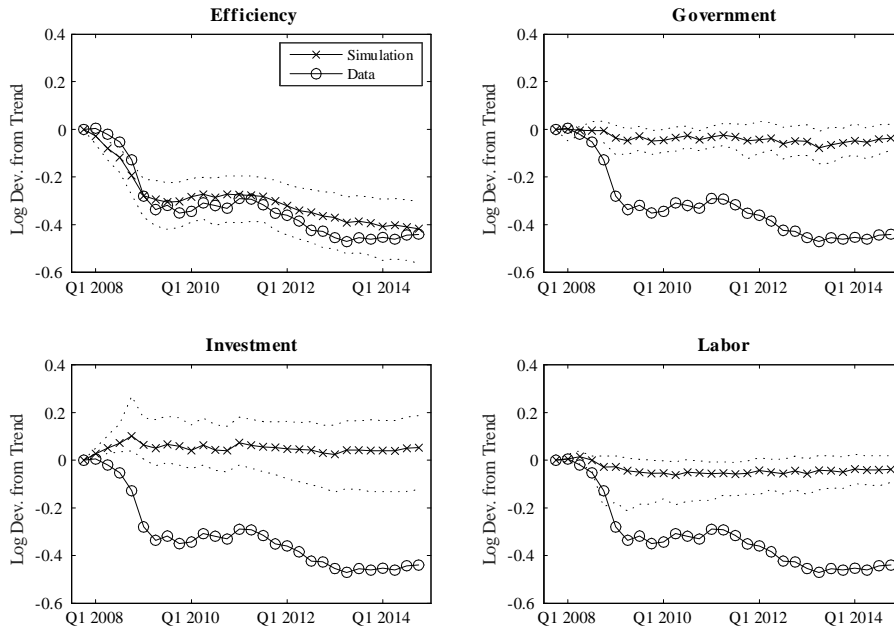 Efficiency
0.4
0.2
0
-0.2
-0.4
-0.6
Log Dev. from Trend
Simulation
Data
Q1 2008
Q1 2010
Q1 2012
Q1 2014
Government
0.4
0.2
0
-0.2
-0.4
-0.6
Log Dev. from Trend
Q1 2008
Q1 2010
Q1 2012
Q1 2014
Investment
0.4
0.2
0
-0.2
-0.4
-0.6
Log Dev. from Trend
Q1 2008
Q1 2010
Q1 2012
Q1 2014
Labor
0.4
0.2
0
-0.2
-0.4
-0.6
Log Dev. from Trend
Q1 2008
Q1 2010
Q1 2012
Q1 2014